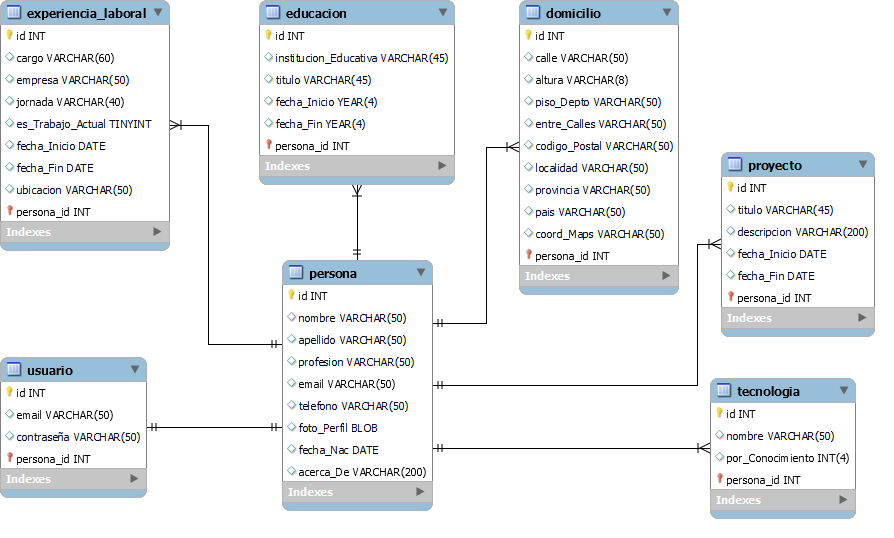 experiencia_laboral
id INT
cargo VARCHAR(60)
empresa VARCHAR(50)
jornada VARCHAR(40)
es_Trabajo_Actual TINYINT
fecha_Inicio DATE
fecha_Fin DATE
ubicacion VARCHAR(50)
persona_id INT
Indexes
educacion
id INT
institucion_Educativa VARCHAR(45)
titulo VARCHAR(45)
fecha_Inicio YEAR(4)
fecha_Fin YEAR(4)
persona_id INT
Indexes
domicilio
id INT
calle VARCHAR(50)
altura VARCHAR(8)
piso_Depto VARCHAR(50)
entre_Calles VARCHAR(50)
codigo_Postal VARCHAR(50)
localidad VARCHAR(50)
provincia VARCHAR(50)
pais VARCHAR(50)
coord_Maps VARCHAR(50)
persona_id INT
Indexes
proyecto
id INT
titulo VARCHAR(45)
descripcion VARCHAR(200)
fecha_Inicio DATE
fecha_Fin DATE
persona_id INT
Indexes
persona
id INT
nombre VARCHAR(50)
apellido VARCHAR(50)
profesion VARCHAR(50)
email VARCHAR(50)
telefono VARCHAR(50)
foto_Perfil BLOB
fecha_Nac DATE
acerca_De VARCHAR(200)
Indexes
usuario
id INT
email VARCHAR(50)
contraseña VARCHAR(50)
persona_id INT
Indexes
tecnologia
id INT
nombre VARCHAR(50)
por_Conocimiento INT(4)
persona_id INT
Indexes